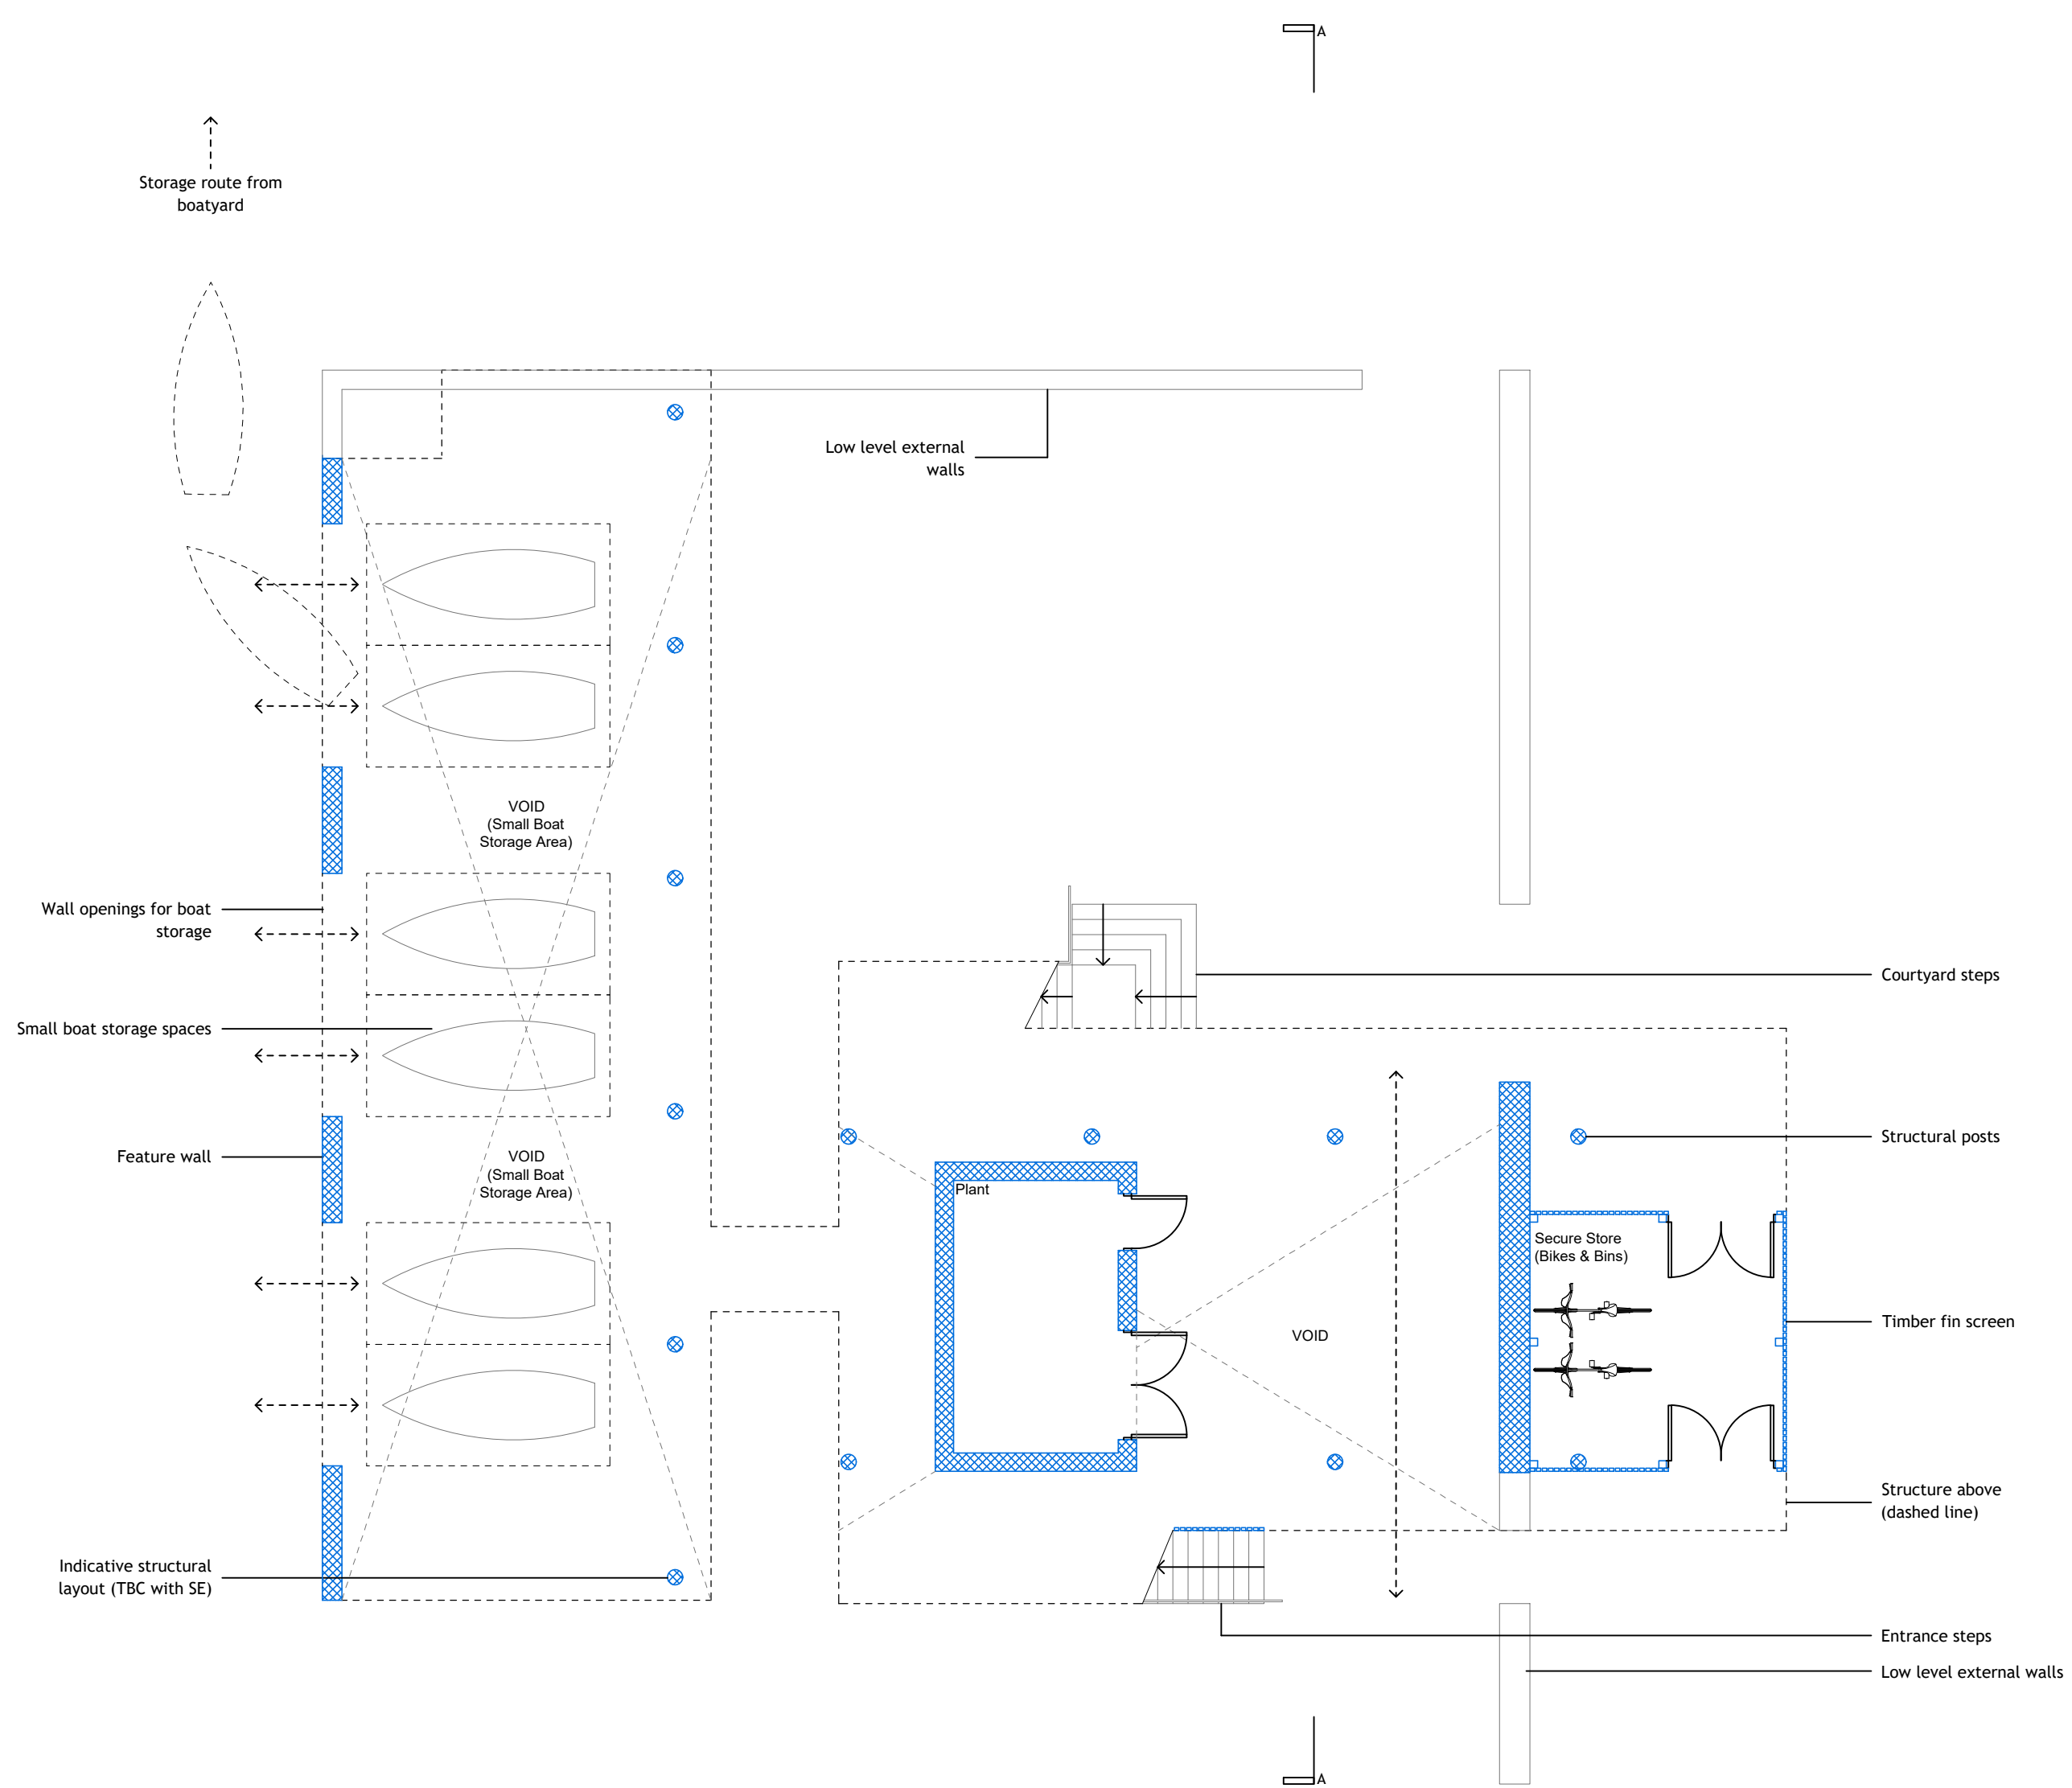 A
Storage route from
boatyard
Low level external
walls
VOID
(Small Boat
Storage Area)
Wall openings for boat
storage
Courtyard steps
Small boat storage spaces
Structural posts
Feature wall
VOID
(Small Boat
Storage Area)
Plant
Secure Store
(Bikes & Bins)
Timber fin screen
VOID
Structure above
(dashed line)
Indicative structural
layout (TBC with SE)
Entrance steps
Low level external walls
A